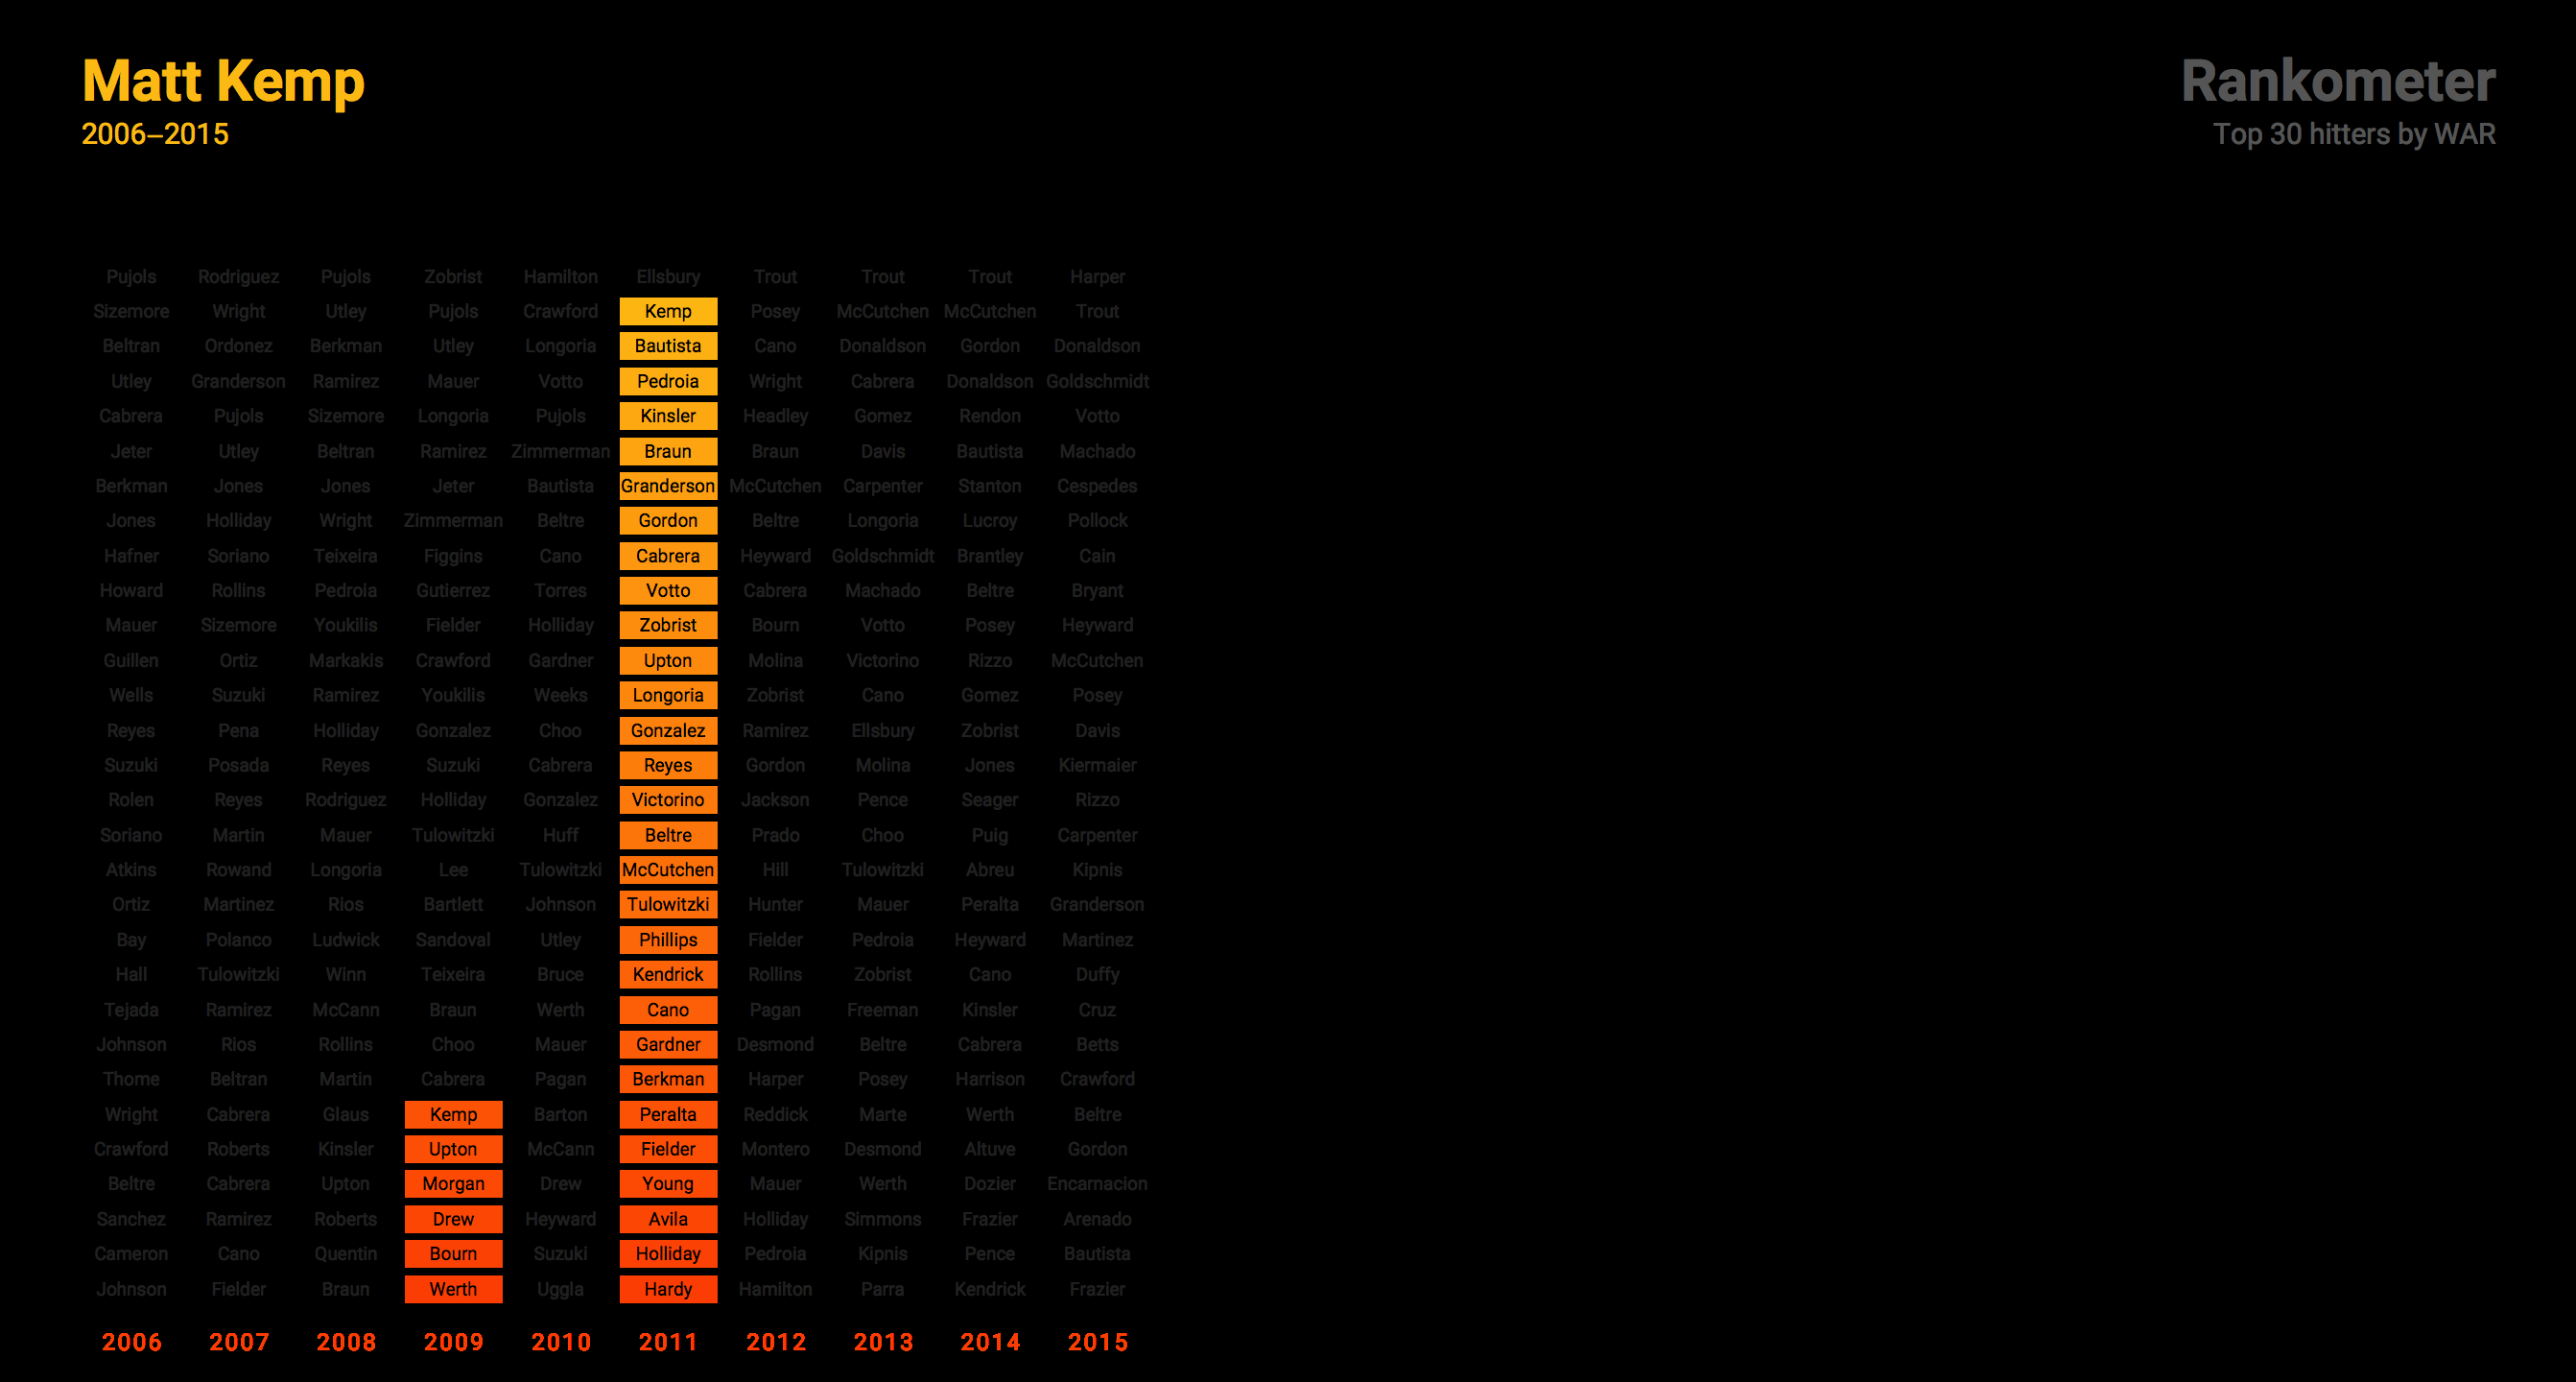 Matt Kemp
2006–2015
Rankometer
Top 30 hitters by WAR
Pujols Rodriguez Pujols Zobrist Hamilton Ellsbury Trout Trout Trout Harper
Sizemore Wright Utley Pujols Crawford Kemp Posey McCutchen McCutchen Trout
Beltran Ordonez Berkman Utley Longoria Bautista Cano Donaldson Gordon Donaldson
Utley Granderson Ramirez Mauer Votto Pedroia Wright Cabrera Donaldson Goldschmidt
Cabrera Pujols Sizemore Longoria Pujols Kinsler Headley Gomez Rendon Votto
Jeter Utley Beltran Ramirez Zimmerman Braun Braun Davis Bautista Machado
Berkman Jones Jones Jeter Bautista Granderson McCutchen Carpenter Stanton Cespedes
Jones Holliday Wright Zimmerman Beltre Gordon Beltre Longoria Lucroy Pollock
Hafner Soriano Teixeira Figgins Cano Cabrera Heyward Goldschmidt Brantley Cain
Howard Rollins Pedroia Gutierrez Torres Votto Cabrera Machado Beltre Bryant
Mauer Sizemore Youkilis Fielder Holliday Zobrist Bourn Votto Posey Heyward
Guillen Ortiz Markakis Crawford Gardner Upton Molina Victorino Rizzo McCutchen
Wells Suzuki Ramirez Youkilis Weeks Longoria Zobrist Cano Gomez Posey
Reyes Pena Holliday Gonzalez Choo Gonzalez Ramirez Ellsbury Zobrist Davis
Suzuki Posada Reyes Suzuki Cabrera Reyes Gordon Molina Jones Kiermaier
Rolen Reyes Rodriguez Holliday Gonzalez Victorino Jackson Pence Seager Rizzo
Soriano Martin Mauer Tulowitzki Huff Beltre Prado Choo Puig Carpenter
Atkins Rowand Longoria Lee Tulowitzki McCutchen Hill Tulowitzki Abreu Kipnis
Ortiz Martinez Rios Bartlett Johnson Tulowitzki Hunter Mauer Peralta Granderson
Bay Polanco Ludwick Sandoval Utley Phillips Fielder Pedroia Heyward Martinez
Hall Tulowitzki Winn Teixeira Bruce Kendrick Rollins Zobrist Cano Duffy
Tejada Ramirez McCann Braun Werth Cano Pagan Freeman Kinsler Cruz
Johnson Rios Rollins Choo Mauer Gardner Desmond Beltre Cabrera Betts
Thome Beltran Martin Cabrera Pagan Berkman Harper Posey Harrison Crawford
Wright Cabrera Glaus Kemp Barton Peralta Reddick Marte Werth Beltre
Crawford Roberts Kinsler Upton McCann Fielder Montero Desmond Altuve Gordon
Beltre Cabrera Upton Morgan Drew Young Mauer Werth Dozier Encarnacion
Sanchez Ramirez Roberts Drew Heyward Avila Holliday Simmons Frazier Arenado
Cameron Cano Quentin Bourn Suzuki Holliday Pedroia Kipnis Pence Bautista
Johnson Fielder Braun Werth Uggla Hardy Hamilton Parra Kendrick Frazier
2006 2007 2008 2009 2010 2011 2012 2013 2014 2015